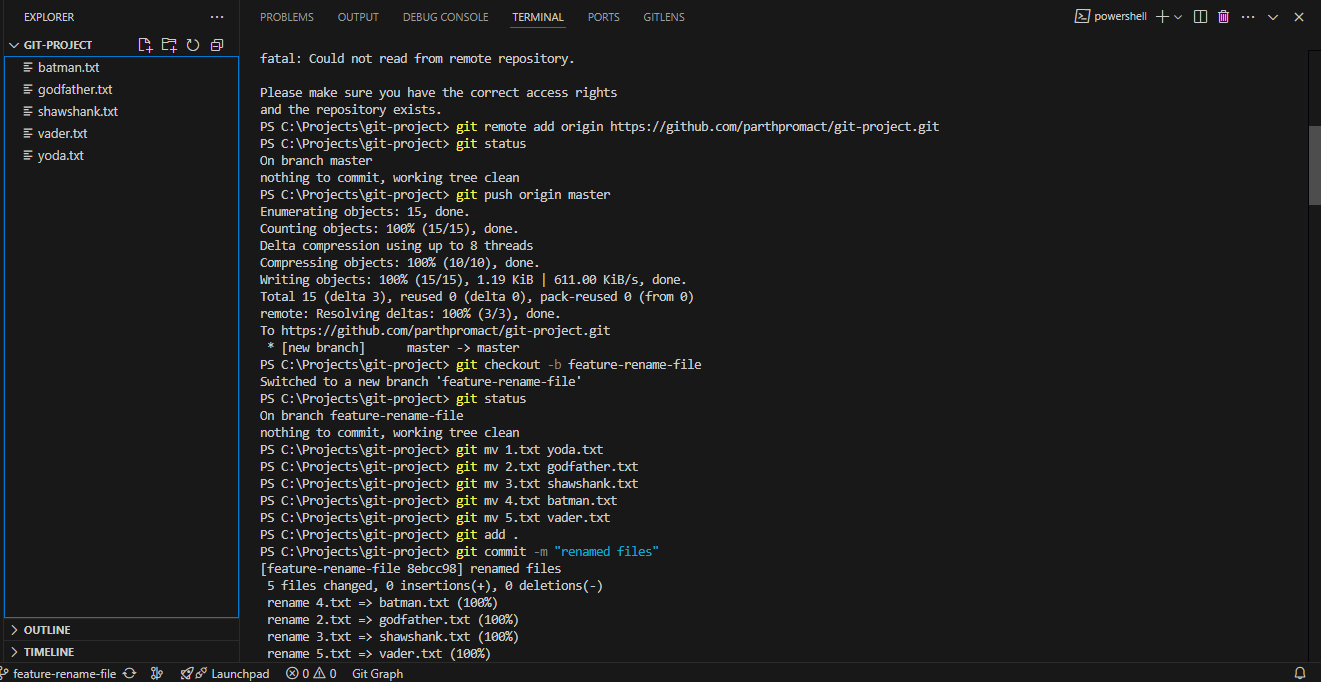 EXPLORER
PROBLEMS OUTPUT DEBUG CONSOLE TERMINAL PORTS GITLENS
powershell
GIT-PROJECT
batman.txt
godfather.txt
shawshank.txt
vader.txt
yoda.txt
fatal: Could not read from remote repository.
Please make sure you have the correct access rights
and the repository exists.
PS C:\Projects\git-project> git remote add origin https://github.com/parthpromact/git-project.git
PS C:\Projects\git-project> git status
On branch master
nothing to commit, working tree clean
PS C:\Projects\git-project> git push origin master
Enumerating objects: 15, done.
Counting objects: 100% (15/15), done.
Delta compression using up to 8 threads
Compressing objects: 100% (10/10), done.
Writing objects: 100% (15/15), 1.19 KiB | 611.00 KiB/s, done.
Total 15 (delta 3), reused 0 (delta 0), pack-reused 0 (from 0)
remote: Resolving deltas: 100% (3/3), done.
To https://github.com/parthpromact/git-project.git
* [new branch] master -> master
PS C:\Projects\git-project> git checkout -b feature-rename-file
Switched to a new branch 'feature-rename-file'
PS C:\Projects\git-project> git status
On branch feature-rename-file
nothing to commit, working tree clean
PS C:\Projects\git-project> git mv 1.txt yoda.txt
PS C:\Projects\git-project> git mv 2.txt godfather.txt
PS C:\Projects\git-project> git mv 3.txt shawshank.txt
PS C:\Projects\git-project> git mv 4.txt batman.txt
PS C:\Projects\git-project> git mv 5.txt vader.txt
PS C:\Projects\git-project> git add .
PS C:\Projects\git-project> git commit -m "renamed files"
[feature-rename-file 8ebcc98] renamed files
5 files changed, 0 insertions(+), 0 deletions(-)
rename 4.txt => batman.txt (100%)
rename 2.txt => godfather.txt (100%)
rename 3.txt => shawshank.txt (100%)
rename 5.txt => vader.txt (100%)
OUTLINE
TIMELINE
feature-rename-file Launchpad 0 0 Git Graph